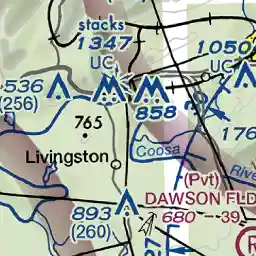 stacks
1347
UC
1050
UC
536
(256)
858
765
176
Livingston
Coosa
(Pvt)
DAWSON FLD
680 - 39
893
(260)
R